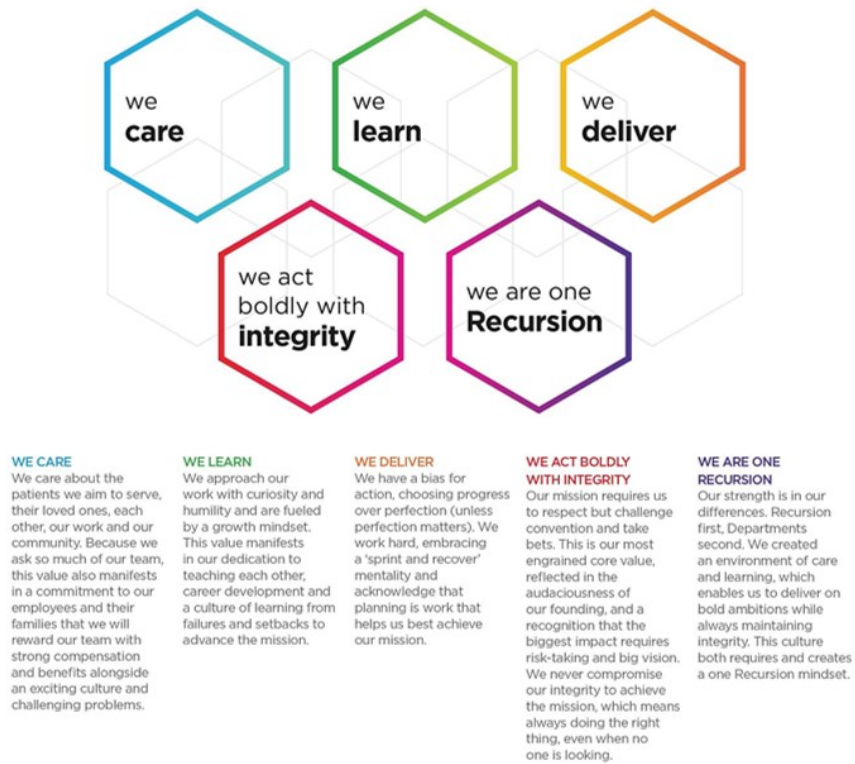 we
care
we
learn
we
deliver
we act
boldly with
integrity
we are one
Recursion
WE CARE
We care about the
patients we aim to serve,
their loved ones, each
other, our work and our
community. Because we
ask so much of our team,
this value also manifests
in a commitment to our
employees and their
families that we will
reward our team with
strong compensation
and benefits alongside
an exciting culture and
challenging problems.
WE LEARN
We approach our
work with curiosity and
humility and are fueled
by a growth mindset.
This value manifests
in our dedication to
teaching each other,
career development and
a culture of learning from
failures and setbacks to
advance the mission.
WE DELIVER
We have a bias for
action, choosing progress
over perfection (unless
perfection matters). We
work hard, embracing
a 'sprint and recover'
mentality and
acknowledge that
planning is work that
helps us best achieve
our mission.
WE ACT BOLDLY
WITH INTEGRITY
Our mission requires us
to respect but challenge
convention and take
bets. This is our most
engrained core value,
reflected in the
audaciousness of
our founding, and a
recognition that the
biggest impact requires
risk-taking and big vision.
We never compromise
our integrity to achieve
the mission, which means
always doing the right
thing, even when no
one is looking.
WE ARE ONE
RECURSION
Our strength is in our
differences. Recursion
first, Departments
second. We created
an environment of care
and learning, which
enables us to deliver on
bold ambitions while
always maintaining
integrity. This culture
both requires and creates
a one Recursion mindset.